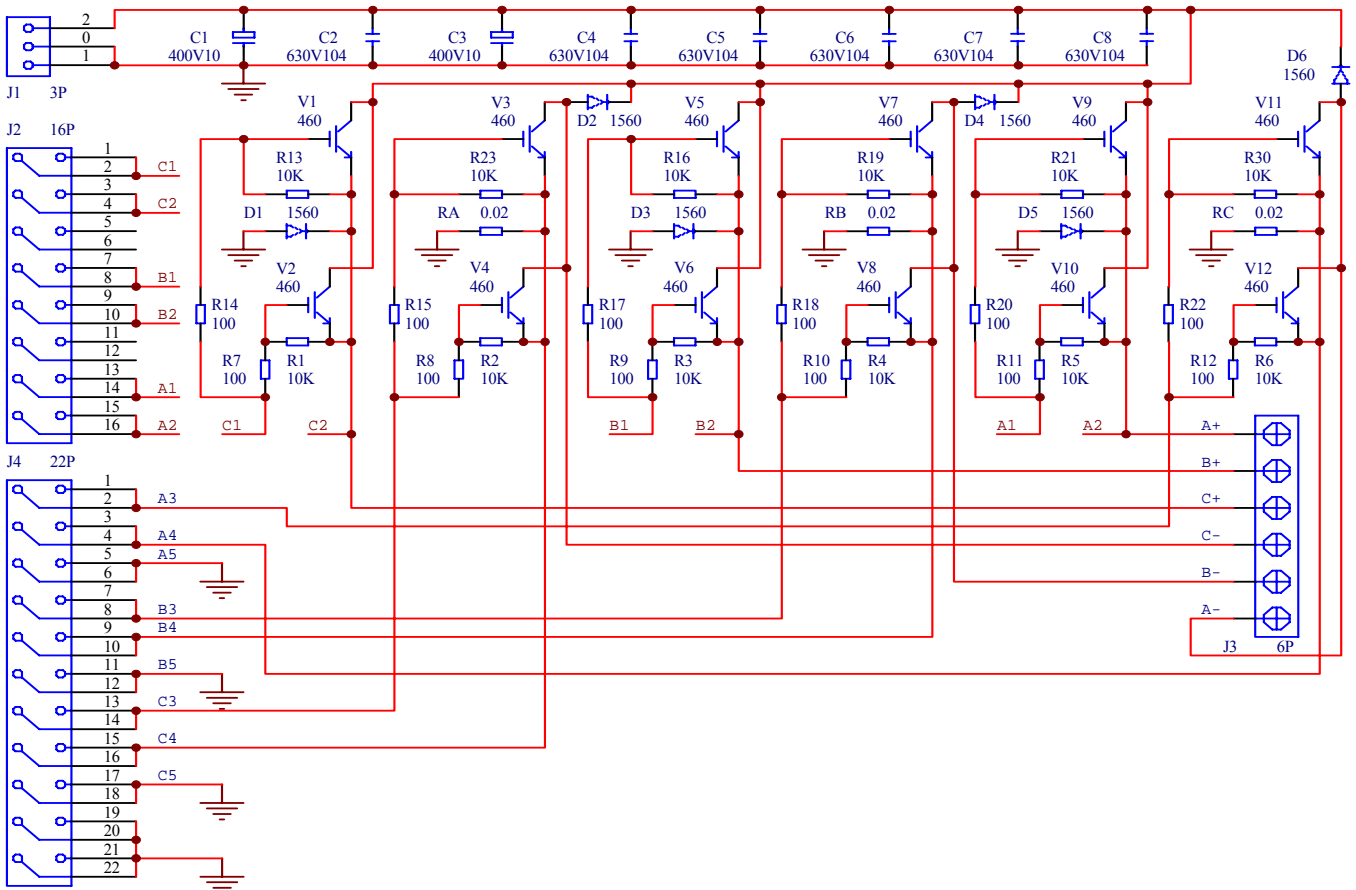 2
0
1
J1 3P
C1
400V10
C2
630V104
C3
400V10
C4
630V104
C5
630V104
C6
630V104
C7
630V104
C8
630V104
D6
1560
J2 16P
1
2
3
4
5
6
7
8
9
10
11
12
13
14
15
16
C1
C2
B1
B2
A1
A2
V1
460
V3
460
D2 1560
V5
460
V7
460
D4 1560
V9
460
V11
460
R13
10K
R23
10K
R16
10K
R19
10K
R21
10K
R30
10K
D1 1560
RA 0.02
D3 1560
RB 0.02
D5 1560
RC 0.02
V2
460
V4
460
V6
460
V8
460
V10
460
V12
460
R14
100
R15
100
R17
100
R18
100
R20
100
R22
100
R7
100
R1
10K
R8
100
R2
10K
R9
100
R3
10K
R10
100
R4
10K
R11
100
R5
10K
R12
100
R6
10K
C1 C2
B1 B2
A1 A2
A+
B+
C+
C-
B-
A-
J3 6P
J4 22P
1
2
3
4
5
6
7
8
9
10
11
12
13
14
15
16
17
18
19
20
21
22
A3
A4
A5
B3
B4
B5
C3
C4
C5